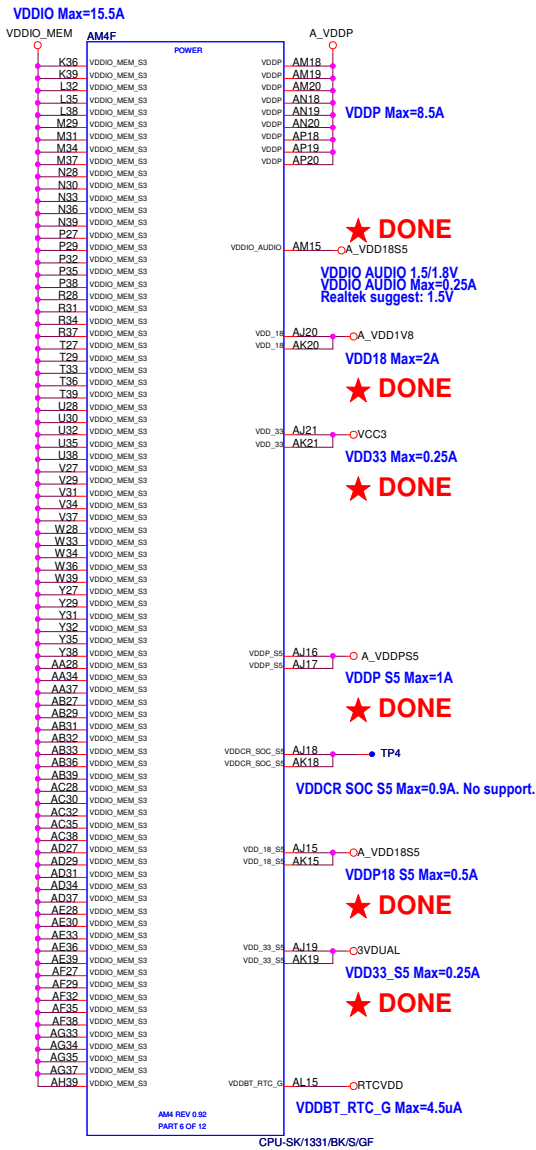 VDDIO Max=15.5A
VDDIO_MEM
AM4F
A_VDDP
POWER
K36 VDDIO_MEM_S3 VDDP AM18
K39 VDDIO_MEM_S3 VDDP AM19
L32 VDDIO_MEM_S3 VDDP AM20
L35 VDDIO_MEM_S3 VDDP AN18
L38 VDDIO_MEM_S3 VDDP AN19
VDDP Max=8.5A
M29 VDDIO_MEM_S3 VDDP AN20
M31 VDDIO_MEM_S3 VDDP AP18
M34 VDDIO_MEM_S3 VDDP AP19
M37 VDDIO_MEM_S3 VDDP AP20
N28 VDDIO_MEM_S3
N30 VDDIO_MEM_S3
N33 VDDIO_MEM_S3
N36 VDDIO_MEM_S3
N39 VDDIO_MEM_S3
DONE
P27 VDDIO_MEM_S3
P29 VDDIO_MEM_S3 VDDIO_AUDIO AM15 A_VDD18S5
P32 VDDIO_MEM_S3
P35 VDDIO_MEM_S3
VDDIO AUDIO 1.5/1.8V
P38 VDDIO_MEM_S3
VDDIO AUDIO Max=0.25A
R28 VDDIO_MEM_S3
Realtek suggest: 1.5V
R31 VDDIO_MEM_S3
R34 VDDIO_MEM_S3
R37 VDDIO_MEM_S3 VDD_18 AJ20 A_VDD1V8
T27 VDDIO_MEM_S3 VDD_18 AK20
T29 VDDIO_MEM_S3
VDD18 Max=2A
T33 VDDIO_MEM_S3
T36 VDDIO_MEM_S3
DONE
T39 VDDIO_MEM_S3
U28 VDDIO_MEM_S3
U30 VDDIO_MEM_S3
U32 VDDIO_MEM_S3 VDD_33 AJ21 VCC3
U35 VDDIO_MEM_S3 VDD_33 AK21
U38 VDDIO_MEM_S3
VDD33 Max=0.25A
V27 VDDIO_MEM_S3
V29 VDDIO_MEM_S3
DONE
V31 VDDIO_MEM_S3
V34 VDDIO_MEM_S3
V37 VDDIO_MEM_S3
W28 VDDIO_MEM_S3
W33 VDDIO_MEM_S3
W34 VDDIO_MEM_S3
W36 VDDIO_MEM_S3
W39 VDDIO_MEM_S3
Y27 VDDIO_MEM_S3
Y29 VDDIO_MEM_S3
Y31 VDDIO_MEM_S3
Y32 VDDIO_MEM_S3
Y35 VDDIO_MEM_S3
Y38 VDDIO_MEM_S3 VDDP_S5 AJ16 A_VDDPS5
AA28 VDDIO_MEM_S3 VDDP_S5 AJ17
AA34 VDDIO_MEM_S3
VDDP S5 Max=1A
AA37 VDDIO_MEM_S3
AB27 VDDIO_MEM_S3
DONE
AB29 VDDIO_MEM_S3
AB31 VDDIO_MEM_S3
AB32 VDDIO_MEM_S3
AB33 VDDIO_MEM_S3 VDDCR_SOC_S5 AJ18 TP4
AB36 VDDIO_MEM_S3 VDDCR_SOC_S5 AK18
AB39 VDDIO_MEM_S3
AC28 VDDIO_MEM_S3
VDDCR SOC S5 Max=0.9A. No support.
AC30 VDDIO_MEM_S3
AC32 VDDIO_MEM_S3
AC35 VDDIO_MEM_S3
AC38 VDDIO_MEM_S3
AD27 VDDIO_MEM_S3 VDD_18_S5 AJ15 A_VDD18S5
AD29 VDDIO_MEM_S3 VDD_18_S5 AK15
AD31 VDDIO_MEM_S3
VDDP18 S5 Max=0.5A
AD34 VDDIO_MEM_S3
AD37 VDDIO_MEM_S3
DONE
AE28 VDDIO_MEM_S3
AE30 VDDIO_MEM_S3
AE33 VDDIO_MEM_S3
AE36 VDDIO_MEM_S3 VDD_33_S5 AJ19 3VDUAL
AE39 VDDIO_MEM_S3 VDD_33_S5 AK19
AF27 VDDIO_MEM_S3
VDD33_S5 Max=0.25A
AF29 VDDIO_MEM_S3
AF32 VDDIO_MEM_S3
DONE
AF35 VDDIO_MEM_S3
AF38 VDDIO_MEM_S3
AG33 VDDIO_MEM_S3
AG34 VDDIO_MEM_S3
AG35 VDDIO_MEM_S3
AG37 VDDIO_MEM_S3
AH39 VDDIO_MEM_S3 VDDBT_RTC_G AL15 RTCVDD
VDDBT_RTC_G Max=4.5uA
AM4 REV 0.92
PART 6 OF 12
CPU-SK/1331/BK/S/GF